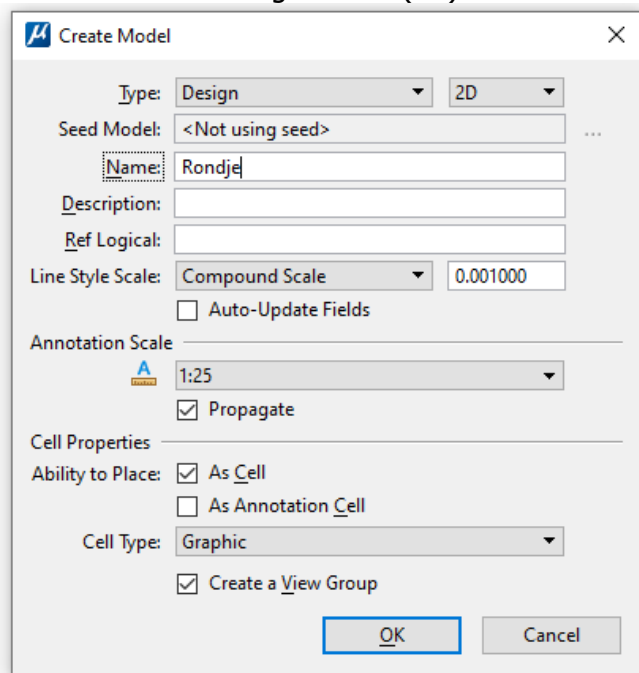 Create Model
Type: Design 2D
Seed Model: <Not using seed> ...
Name: Rondje
Description:
Ref Logical:
Line Style Scale: Compound Scale 0.001000
Auto-Update Fields
Annotation Scale
A 1:25
Propagate
Cell Properties
Ability to Place: As Cell
As Annotation Cell
Cell Type: Graphic
Create a View Group
OK Cancel